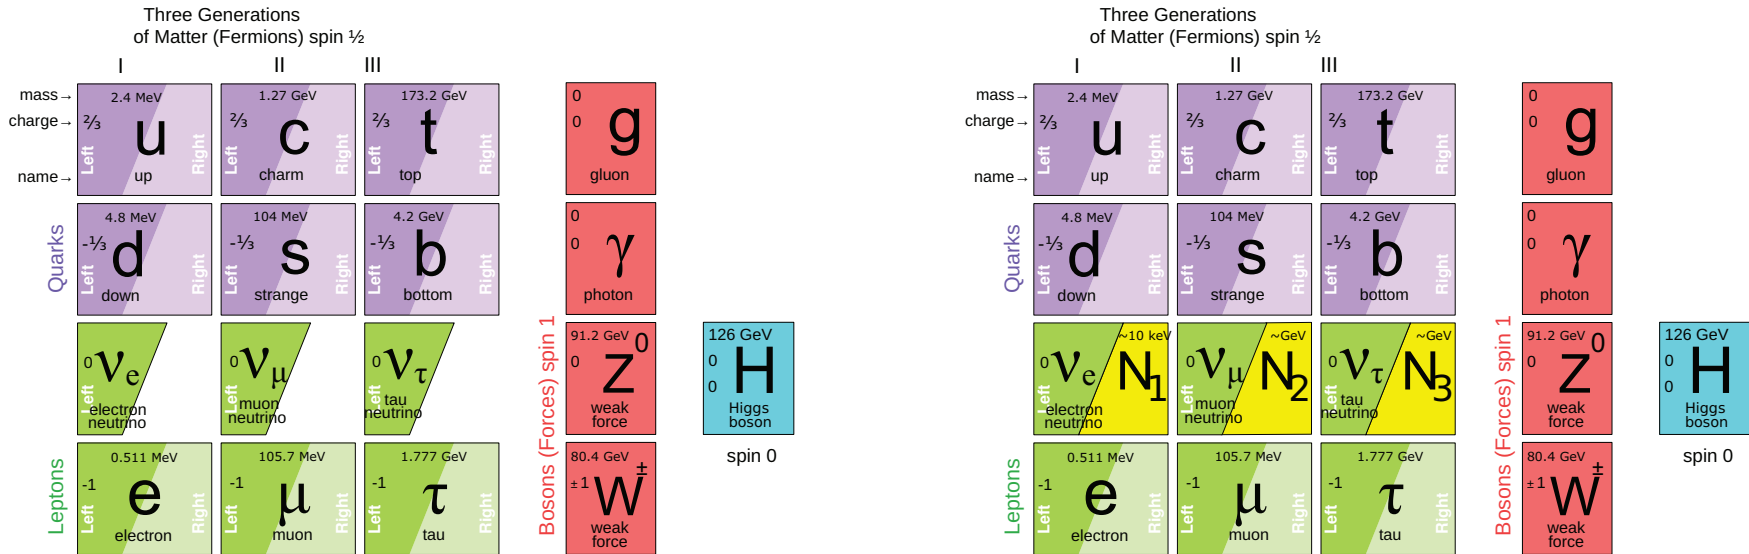 Three Generations
of Matter (Fermions) spin ½
I II III
mass→
charge→
name→
2.4 MeV
⅔
u
Left
Right
up
1.27 GeV
⅔
c
Left
Right
charm
173.2 GeV
⅔
t
Left
Right
top
0
0
g
gluon
Quarks
4.8 MeV
-⅓
d
Left
Right
down
104 MeV
-⅓
s
Left
Right
strange
4.2 GeV
-⅓
b
Left
Right
bottom
0
0
γ
photon
0
νe
Left
electron
neutrino
0
νμ
Left
muon
neutrino
0
ντ
Left
tau
neutrino
Bosons (Forces) spin 1
91.2 GeV
0
Z0
weak
force
126 GeV
0
0
H
Higgs
boson
spin 0
Leptons
0.511 MeV
-1
e
Left
Right
electron
105.7 MeV
-1
μ
Left
Right
muon
1.777 GeV
-1
τ
Left
Right
tau
80.4 GeV
±1
W±
weak
force
Three Generations
of Matter (Fermions) spin ½
I II III
mass→
charge→
name→
2.4 MeV
⅔
u
Left
Right
up
1.27 GeV
⅔
c
Left
Right
charm
173.2 GeV
⅔
t
Left
Right
top
0
0
g
gluon
Quarks
4.8 MeV
-⅓
d
Left
Right
down
104 MeV
-⅓
s
Left
Right
strange
4.2 GeV
-⅓
b
Left
Right
bottom
0
0
γ
photon
0
νe
Left
electron
neutrino
~10 keV
N1
0
νμ
Left
muon
neutrino
~GeV
N2
0
ντ
Left
tau
neutrino
~GeV
N3
Bosons (Forces) spin 1
91.2 GeV
0
Z0
weak
force
126 GeV
0
0
H
Higgs
boson
spin 0
Leptons
0.511 MeV
-1
e
Left
Right
electron
105.7 MeV
-1
μ
Left
Right
muon
1.777 GeV
-1
τ
Left
Right
tau
80.4 GeV
±1
W±
weak
force